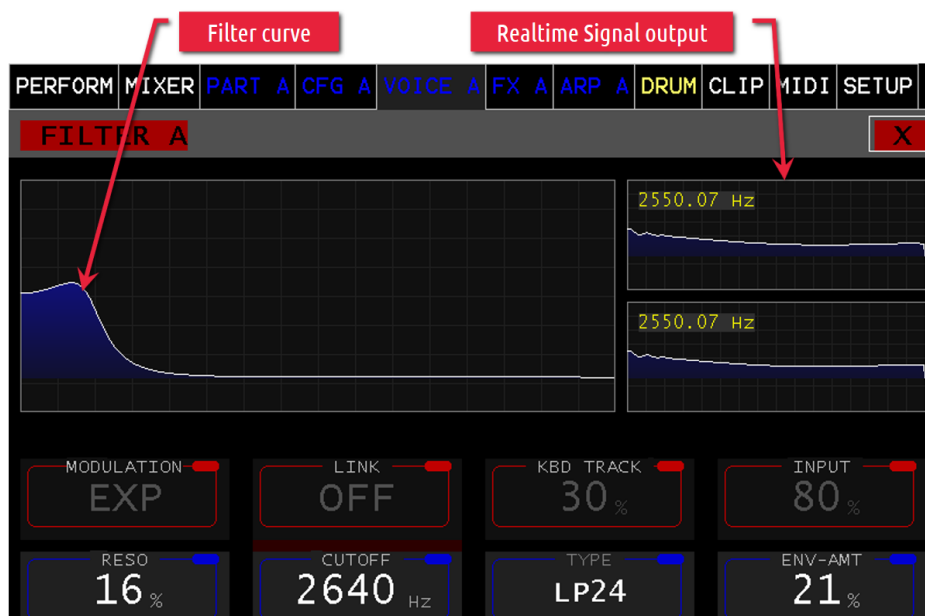 Filter curve
Realtime Signal output
PERFORM MIXER PART A CFG A VOICE A FX A ARP A DRUM CLIP MIDI SETUP
FILTER A X
2550.07 Hz
2550.07 Hz
MODULATION LINK KBD TRACK INPUT
EXP OFF 30 % 80 %
RESO CUTOFF TYPE ENV-AMT
16 % 2640 HZ LP24 21 %